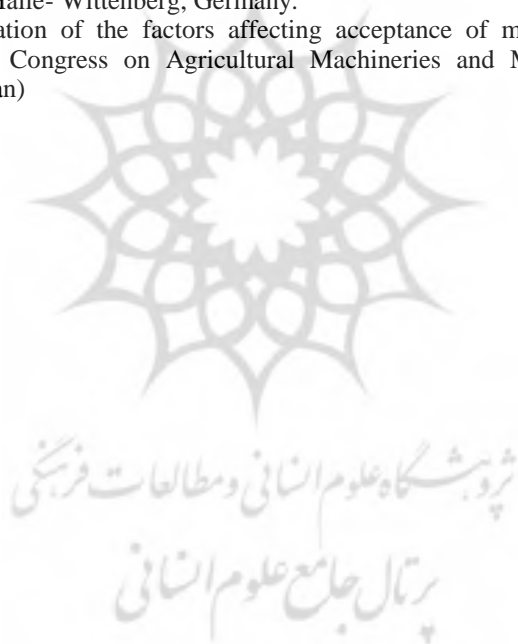 Halle- Wittenberg, Germany.
ation of the factors affecting acceptance of m
Congress on Agricultural Machineries and M
an)
پژوهشگاه علوم انسانی و مطالعات فرهنگی
پرتال جامع علوم انسانی